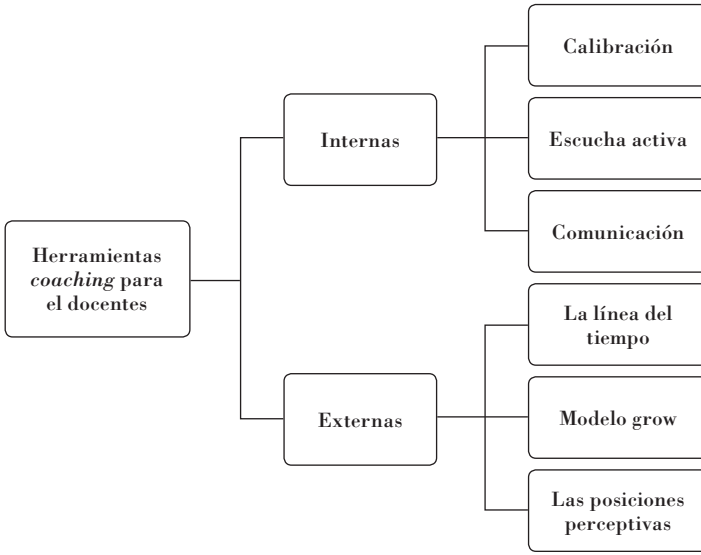 Herramientas
coaching para
el docentes
Internas
Calibración
Escucha activa
Comunicación
Externas
La línea del
tiempo
Modelo grow
Las posiciones
perceptivas